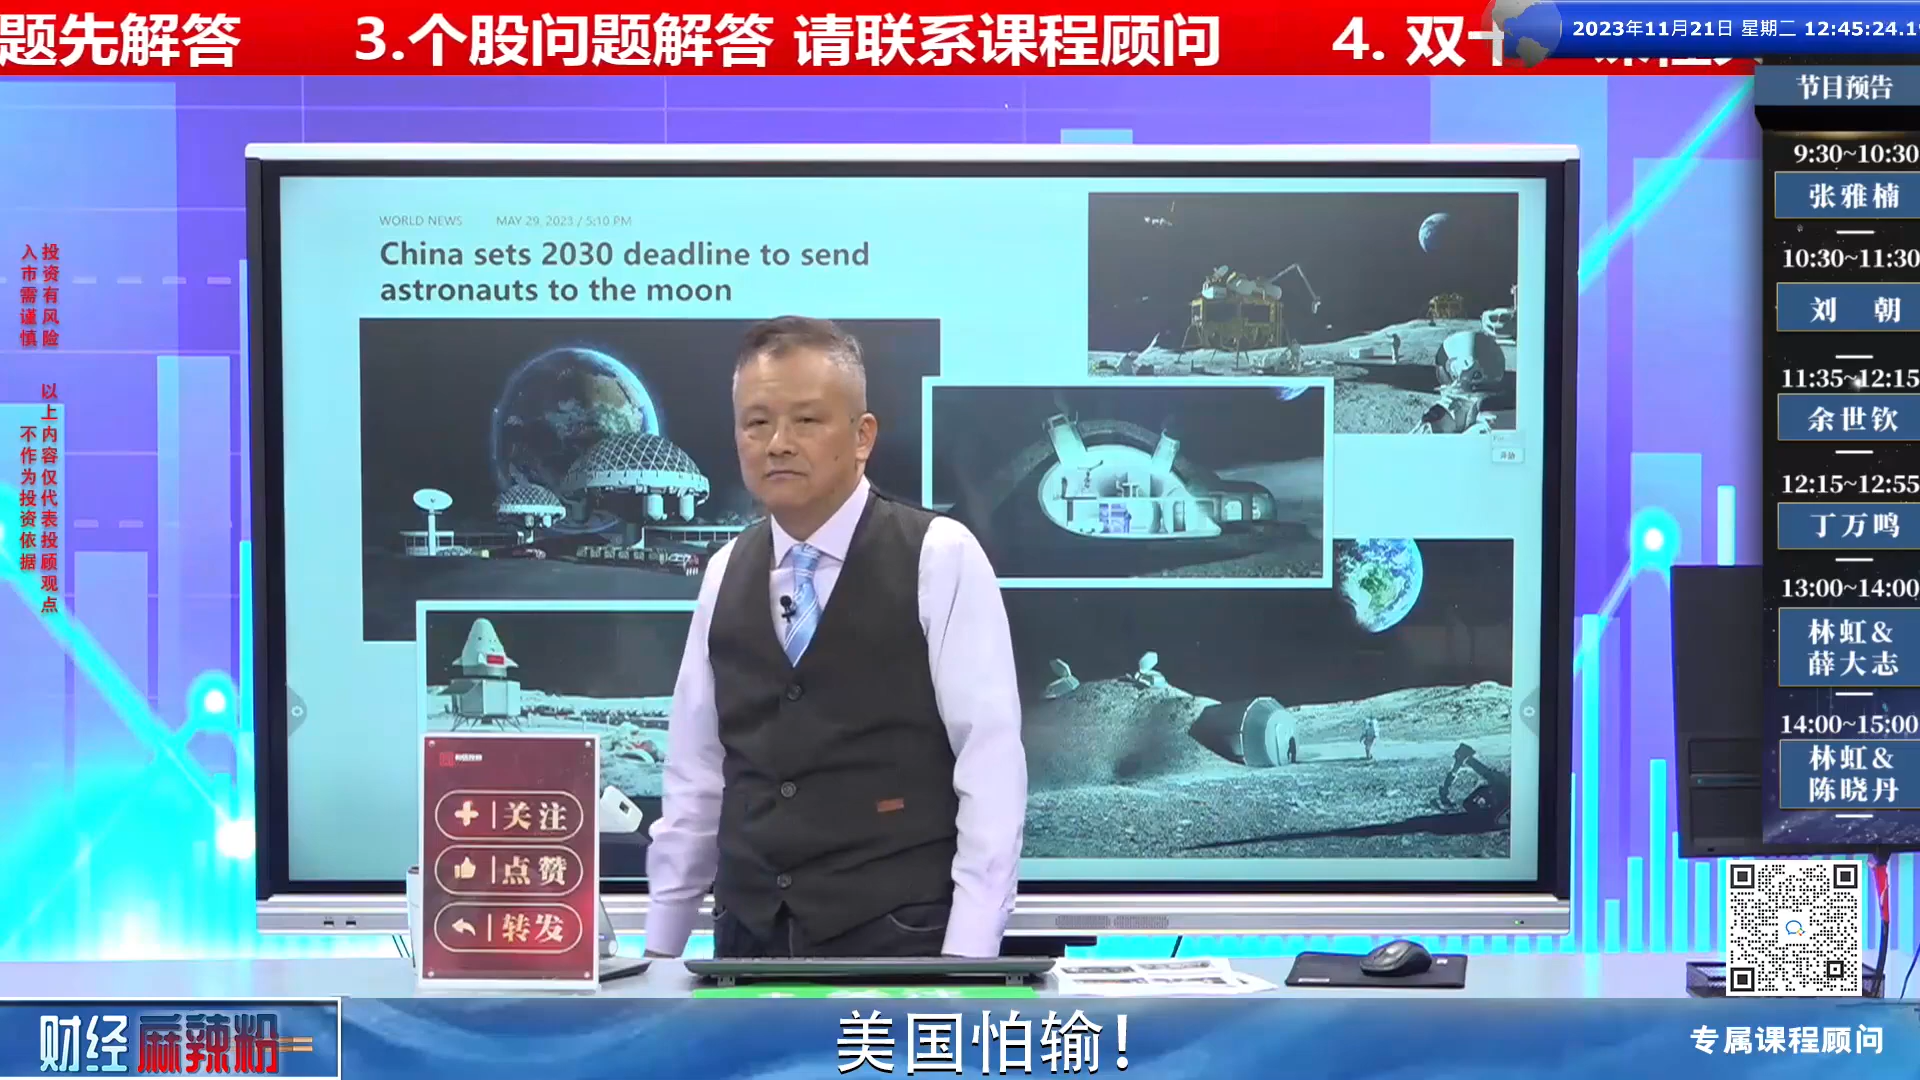 题先解答 3.个股问题解答 请联系课程顾问 4. 双十
2023年11月21日 星期二 12:45:24.1
节目预告
9:30~10:30
张雅楠
10:30~11:30
刘 朝
11:35~12:15
余世钦
12:15~12:55
丁万鸣
13:00~14:00
林虹&
薛大志
14:00~15:00
林虹&
陈晓丹
投资有风险
入市需谨慎
以上内容仅代表投顾观点
不作为投资依据
WORLD NEWS MAY 29, 2023 / 5:10 PM
China sets 2030 deadline to send
astronauts to the moon
关注
点赞
转发
财经麻辣粉
美国怕输！
专属课程顾问